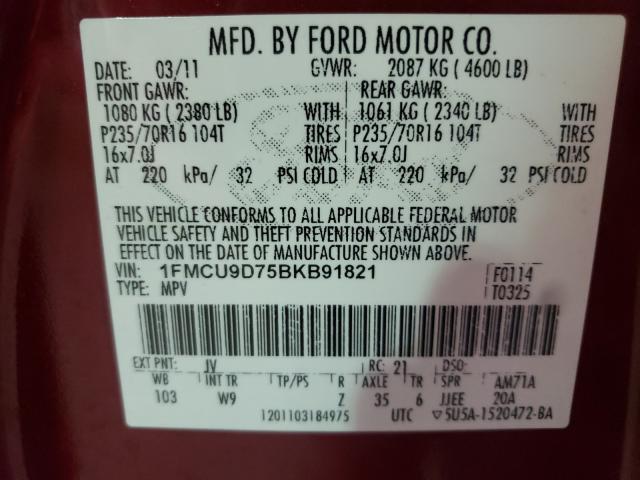 MFD. BY FORD MOTOR CO.
DATE: 03/11 GVWR: 2087 KG ( 4600 LB)
FRONT GAWR: REAR GAWR:
1080 KG ( 2380 LB) WITH 1061 KG ( 2340 LB) WITH
P235/70R16 104T TIRES P235/70R16 104T TIRES
16x7.0J RIMS 16x7.0J RIMS
AT 220 kPa/ 32 PSI COLD AT 220 kPa/ 32 PSI COLD
THIS VEHICLE CONFORMS TO ALL APPLICABLE FEDERAL MOTOR
VEHICLE SAFETY AND THEFT PREVENTION STANDARDS IN
EFFECT ON THE DATE OF MANUFACTURE SHOWN ABOVE.
VIN: 1FMCU9D75BKB91821 F0114
TYPE: MPV T0325
EXT PNT: JV RC: 21 DSO:
WB INT TR TP/PS R AXLE TR SPR AM71A
103 W9 Z 35 6 JJEE 20A
1201103184975 UTC ▽5U5A-1520472-BA